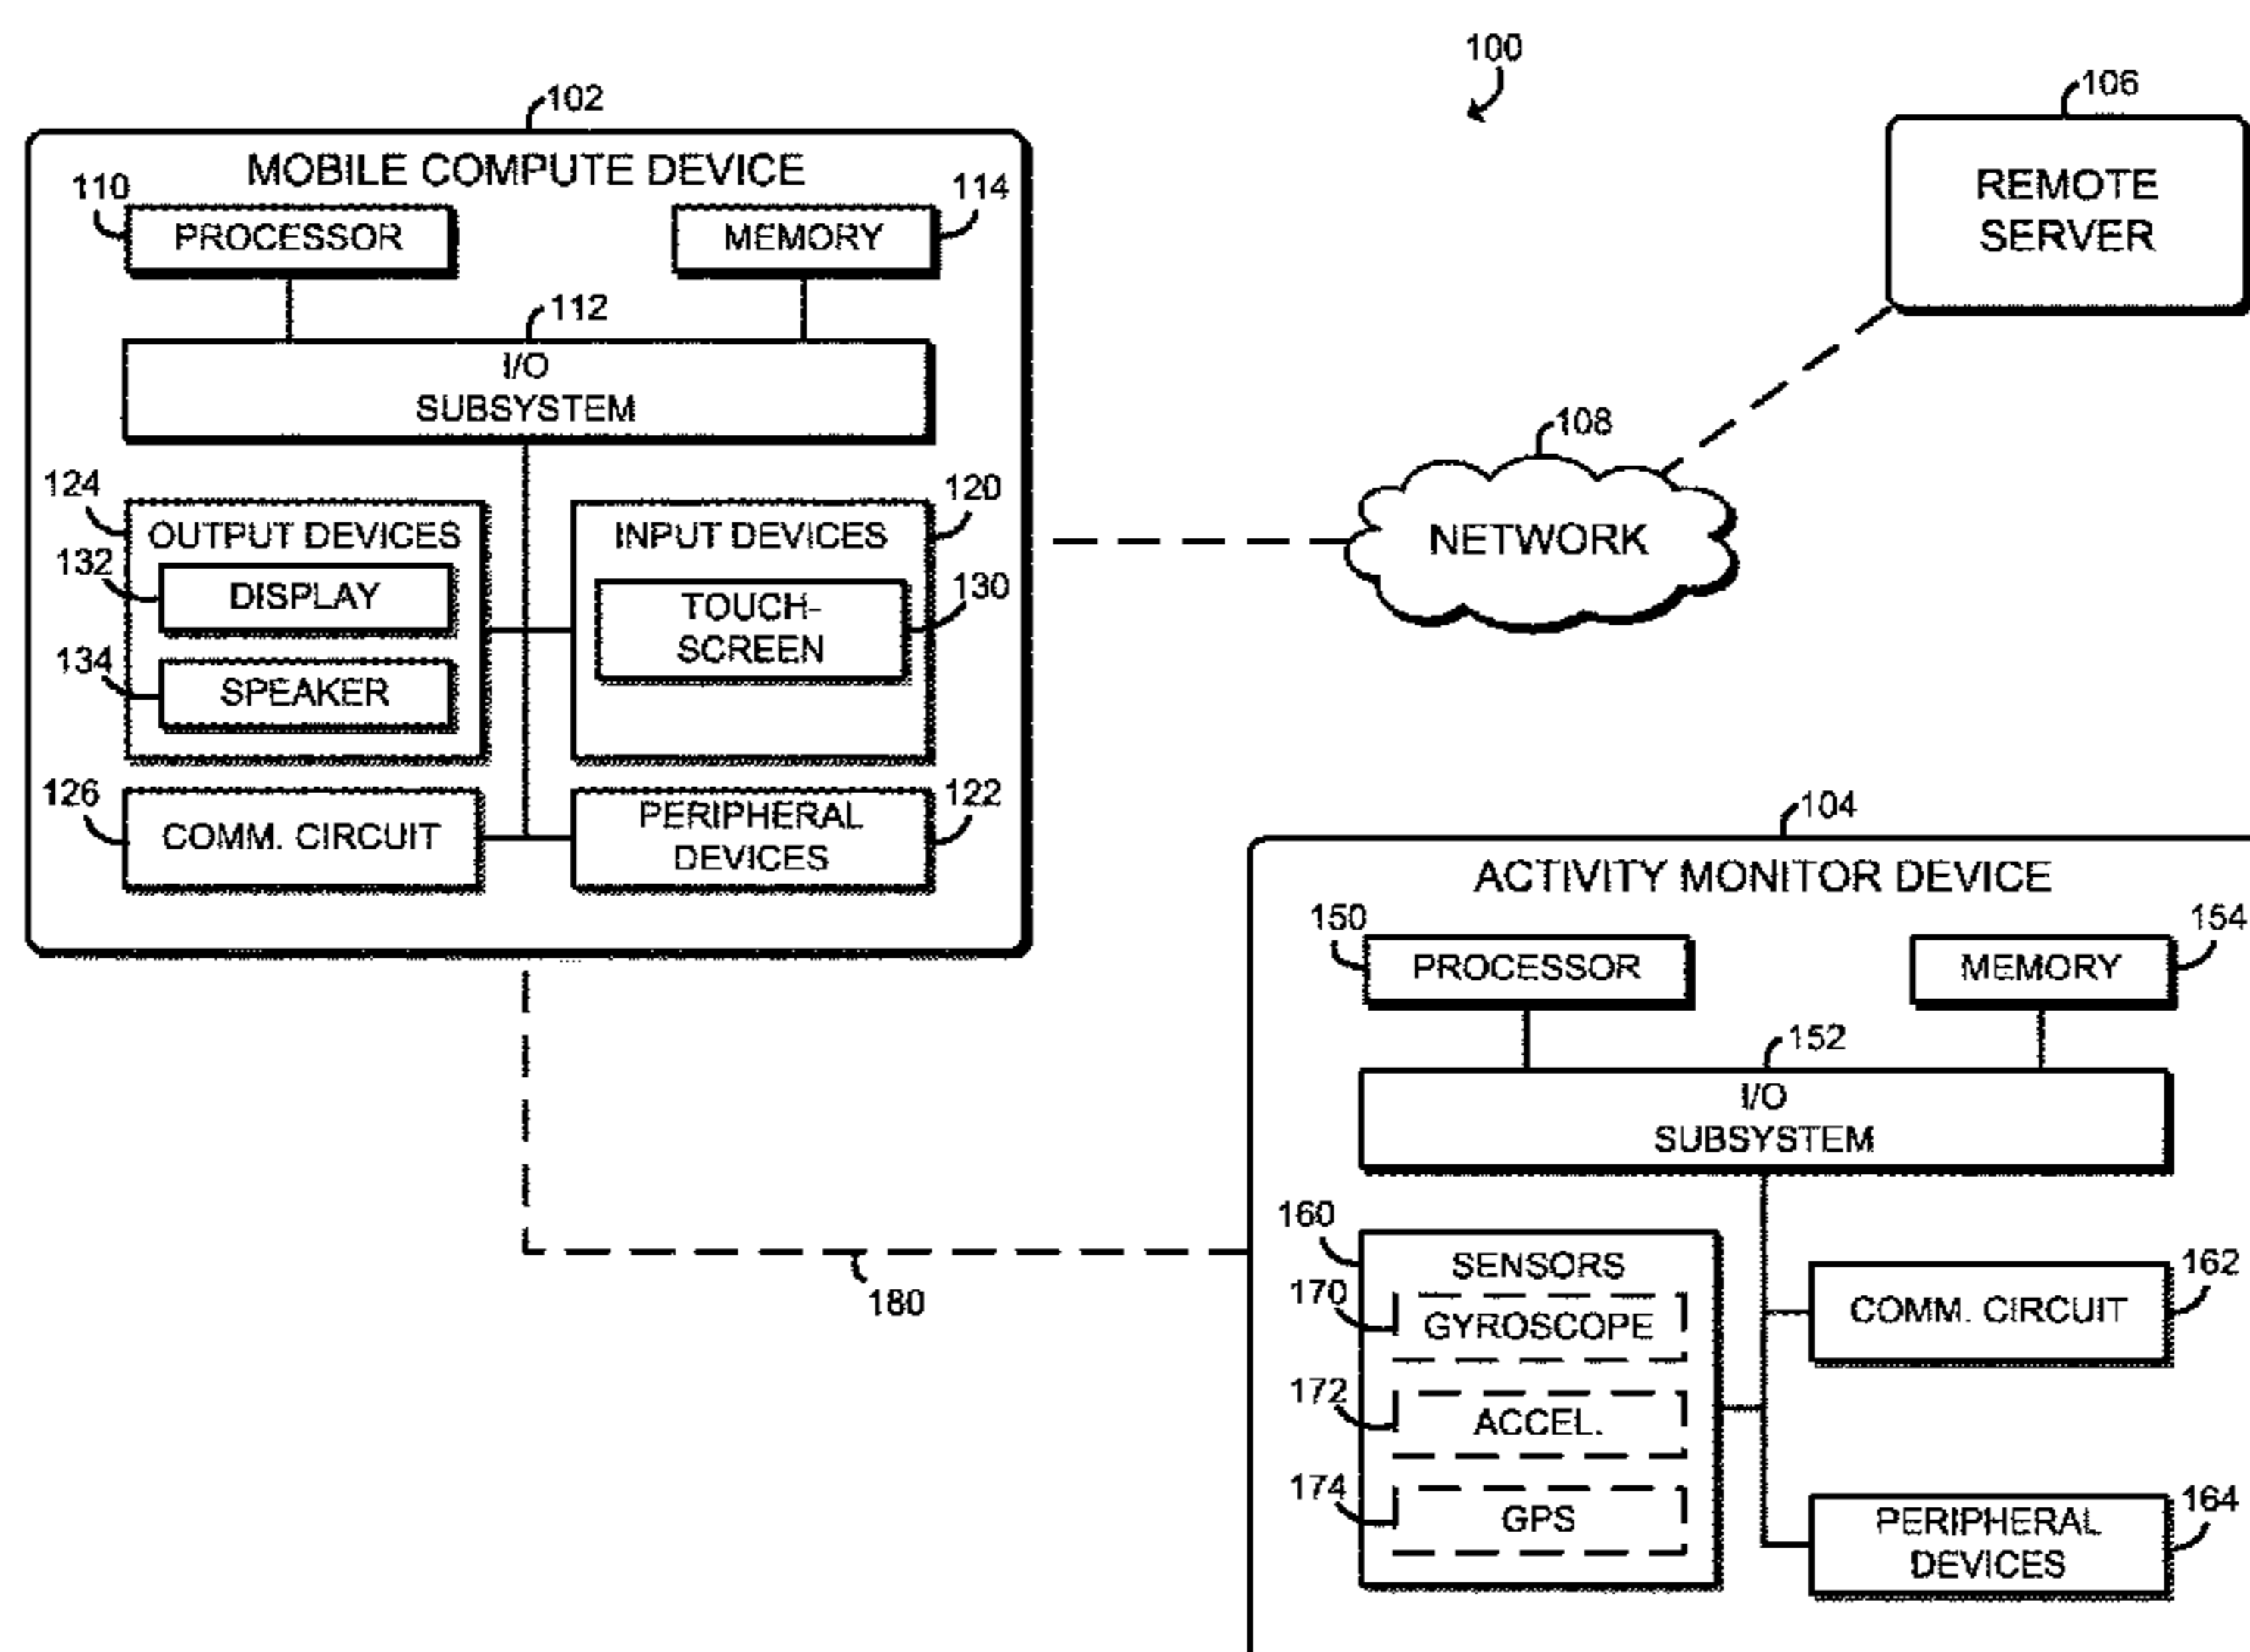 100
102
MOBILE COMPUTE DEVICE
110
PROCESSOR
114
MEMORY
112
I/O
SUBSYSTEM
124
OUTPUT DEVICES
132
DISPLAY
134
SPEAKER
120
INPUT DEVICES
130
TOUCH-
SCREEN
126
COMM. CIRCUIT
122
PERIPHERAL
DEVICES
106
REMOTE
SERVER
108
NETWORK
180
104
ACTIVITY MONITOR DEVICE
150
PROCESSOR
154
MEMORY
152
I/O
SUBSYSTEM
160
SENSORS
170
GYROSCOPE
172
ACCEL.
174
GPS
162
COMM. CIRCUIT
164
PERIPHERAL
DEVICES